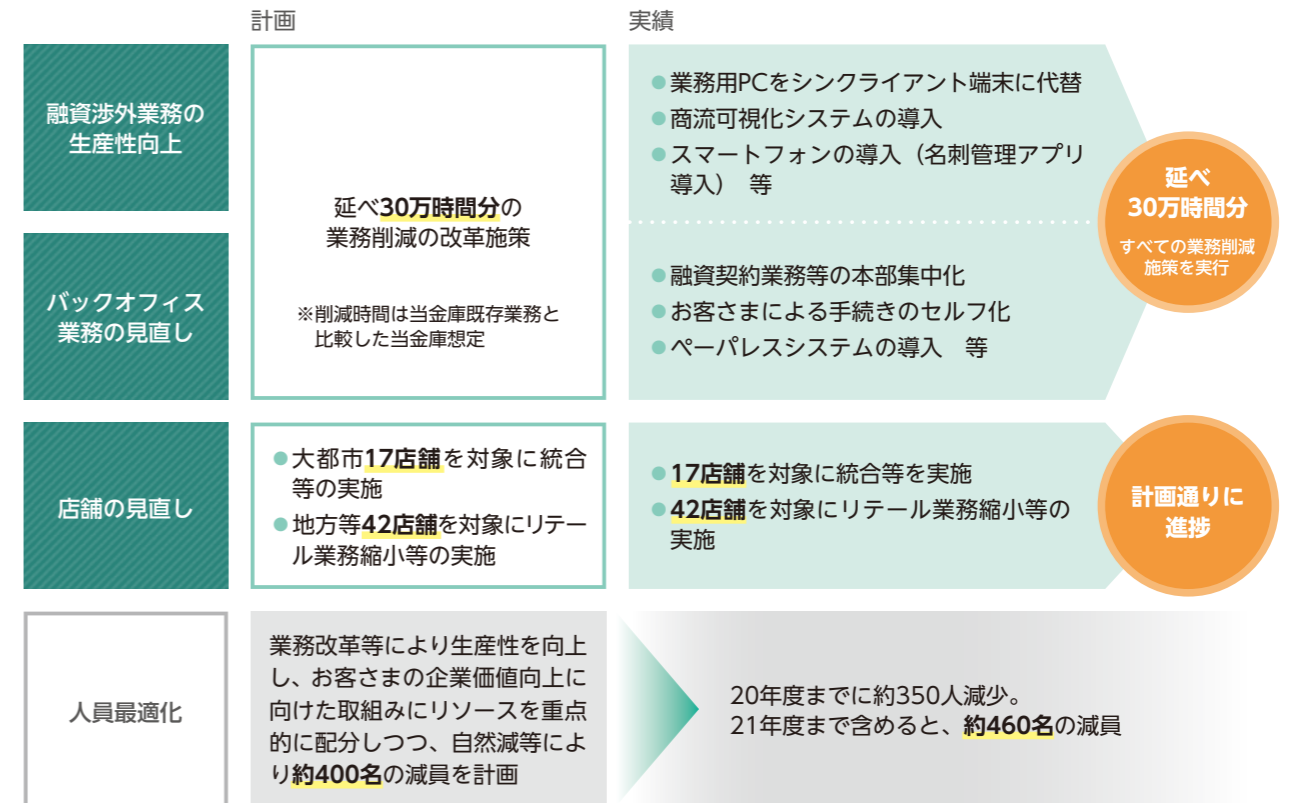 計画
実績
融資渉外業務の
生産性向上
バックオフィス
業務の見直し
延べ30万時間分の
業務削減の改革施策
※削減時間は当金庫既存業務と
比較した当金庫想定
●業務用PCをシンクライアント端末に代替
●商流可視化システムの導入
●スマートフォンの導入（名刺管理アプリ
導入）　等
●融資契約業務等の本部集中化
●お客さまによる手続きのセルフ化
●ペーパレスシステムの導入　等
延べ
30万時間分
すべての業務削減
施策を実行
店舗の見直し
●大都市17店舗を対象に統合
等の実施
●地方等42店舗を対象にリテー
ル業務縮小等の実施
●17店舗を対象に統合等を実施
●42店舗を対象にリテール業務縮小等の
実施
計画通りに
進捗
人員最適化
業務改革等により生産性を向上
し、お客さまの企業価値向上に
向けた取組みにリソースを重点
的に配分しつつ、自然減等によ
り約400名の減員を計画
20年度までに約350人減少。
21年度まで含めると、約460名の減員